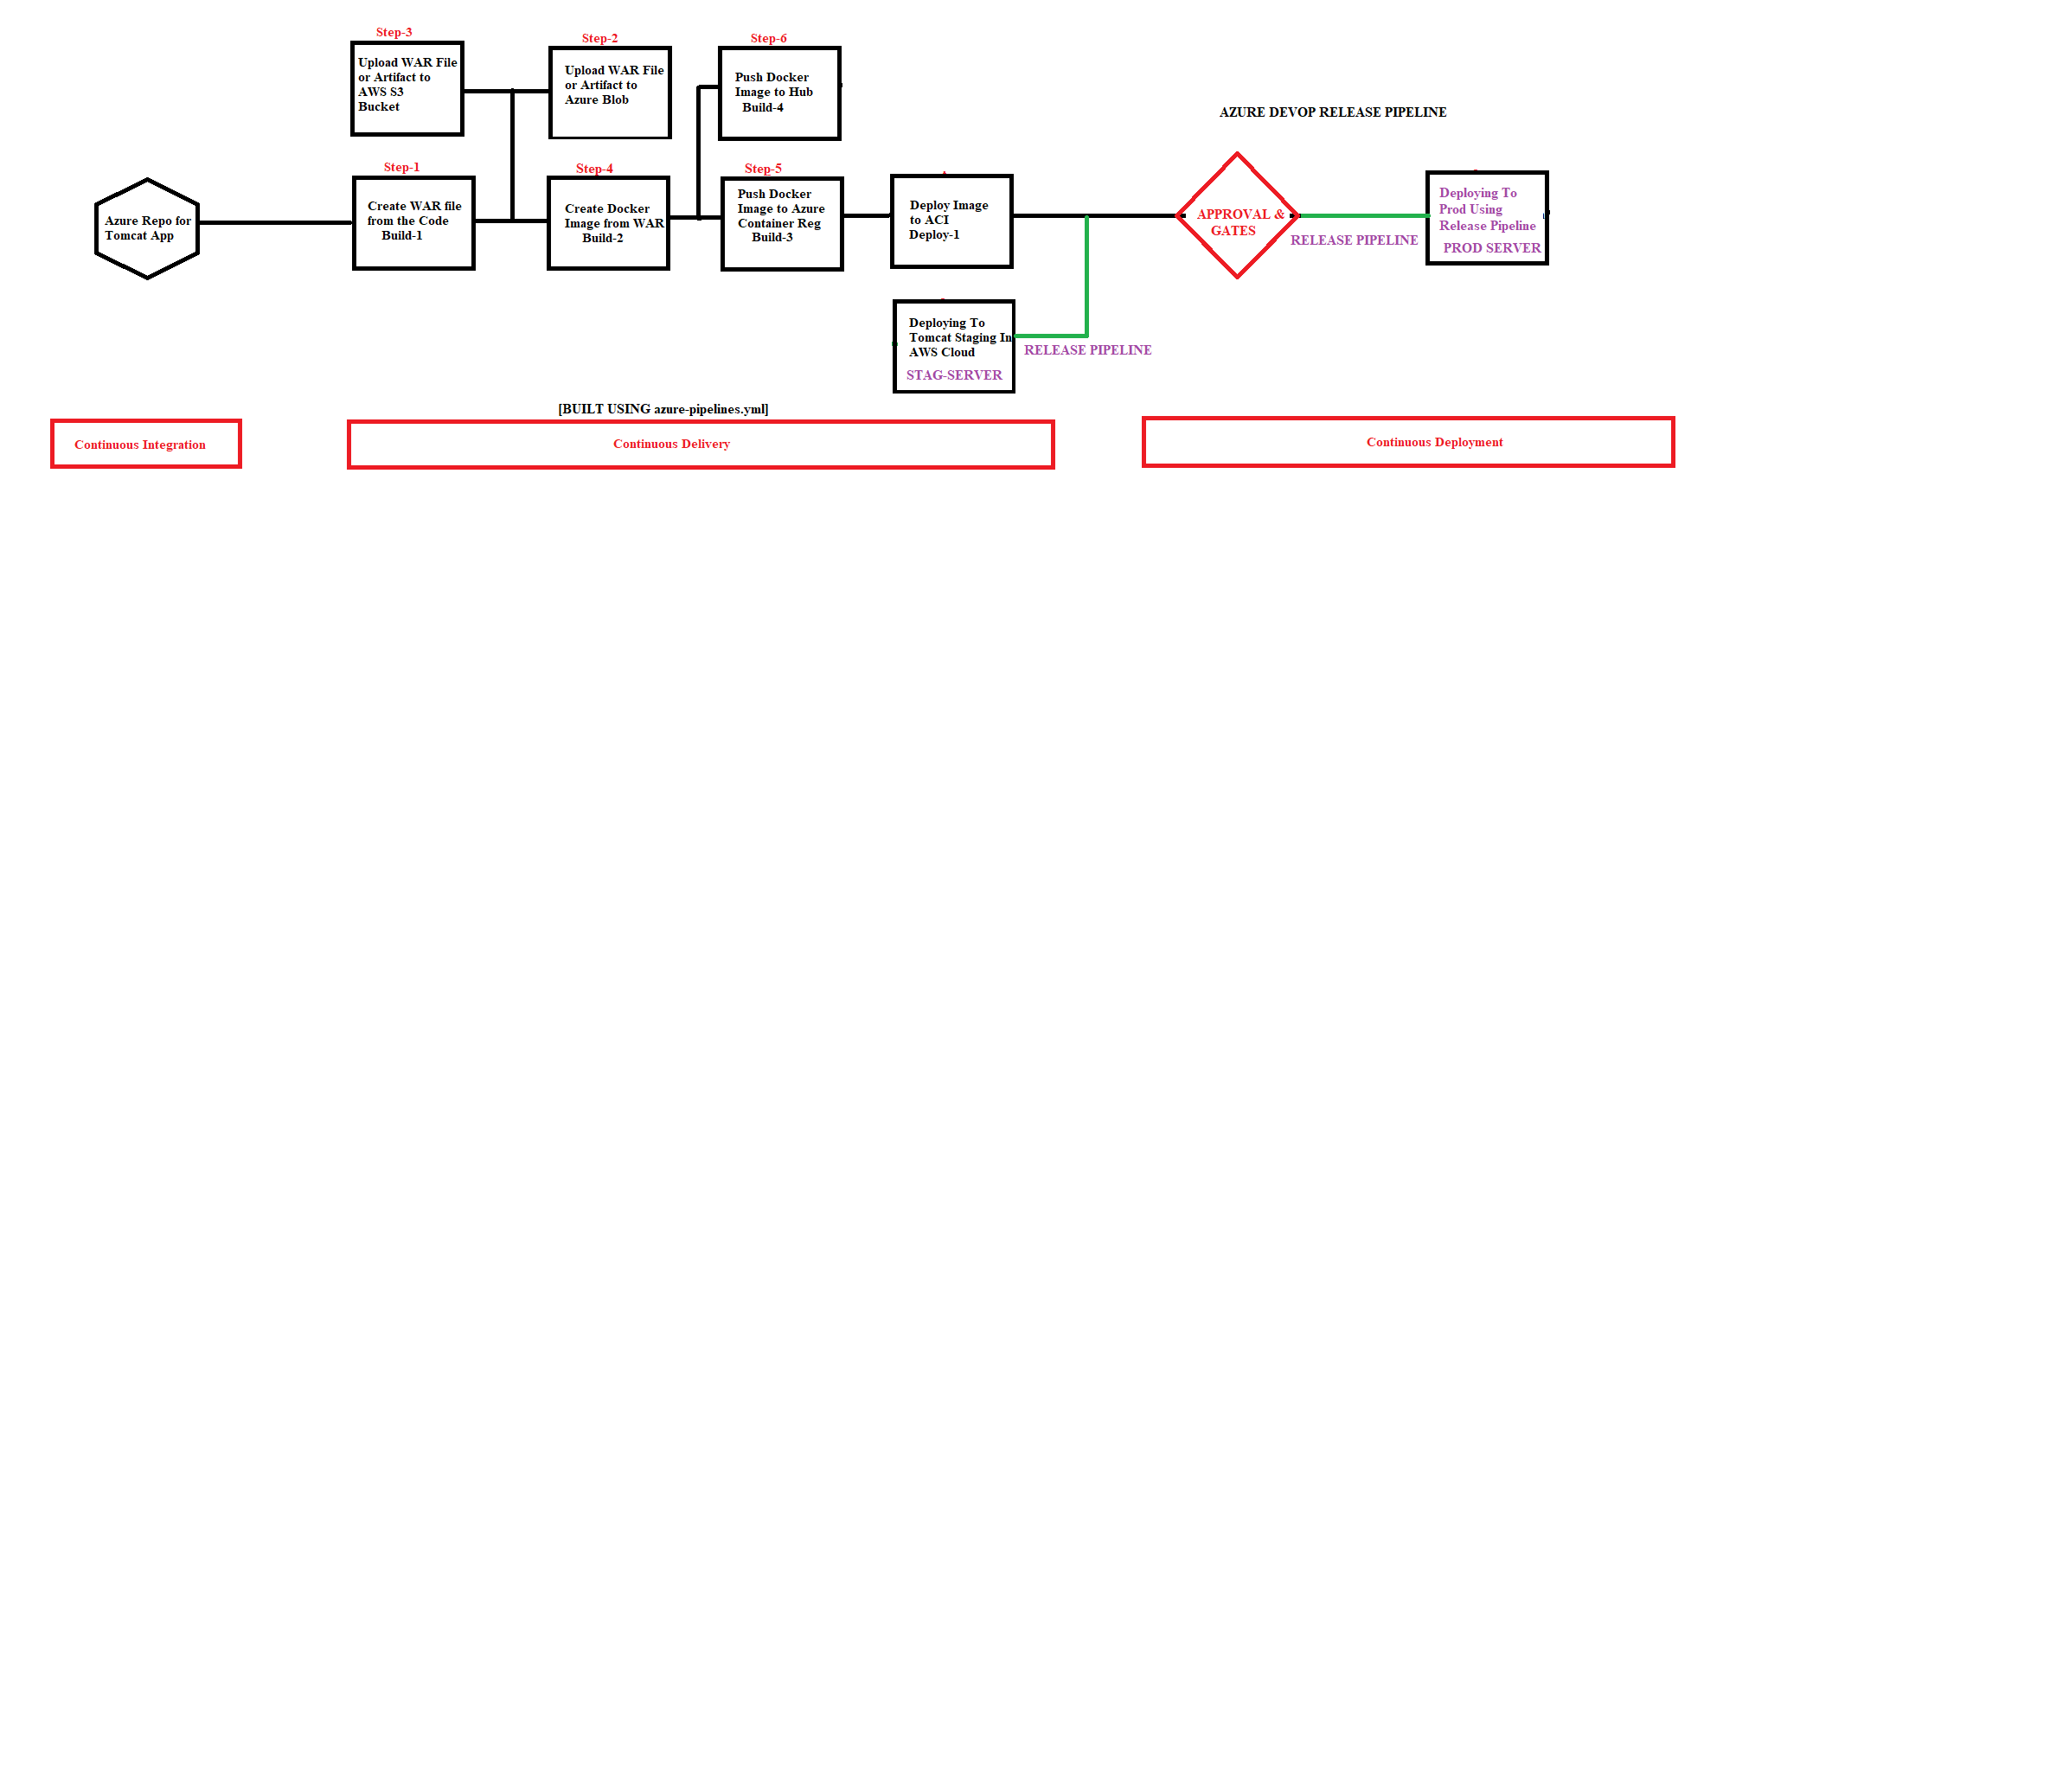 Step-3
Upload WAR File
or Artifact to
AWS S3
Bucket
Step-2
Upload WAR File
or Artifact to
Azure Blob
Step-6
Push Docker
Image to Hub
Build-4
AZURE DEVOP RELEASE PIPELINE
Azure Repo for
Tomcat App
Step-1
Create WAR file
from the Code
Build-1
Step-4
Create Docker
Image from WAR
Build-2
Step-5
Push Docker
Image to Azure
Container Reg
Build-3
Deploy Image
to ACI
Deploy-1
APPROVAL &
GATES
RELEASE PIPELINE
Deploying To
Prod Using
Release Pipeline
PROD SERVER
Deploying To
Tomcat Staging In
AWS Cloud
STAG-SERVER
RELEASE PIPELINE
[BUILT USING azure-pipelines.yml]
Continuous Integration
Continuous Delivery
Continuous Deployment